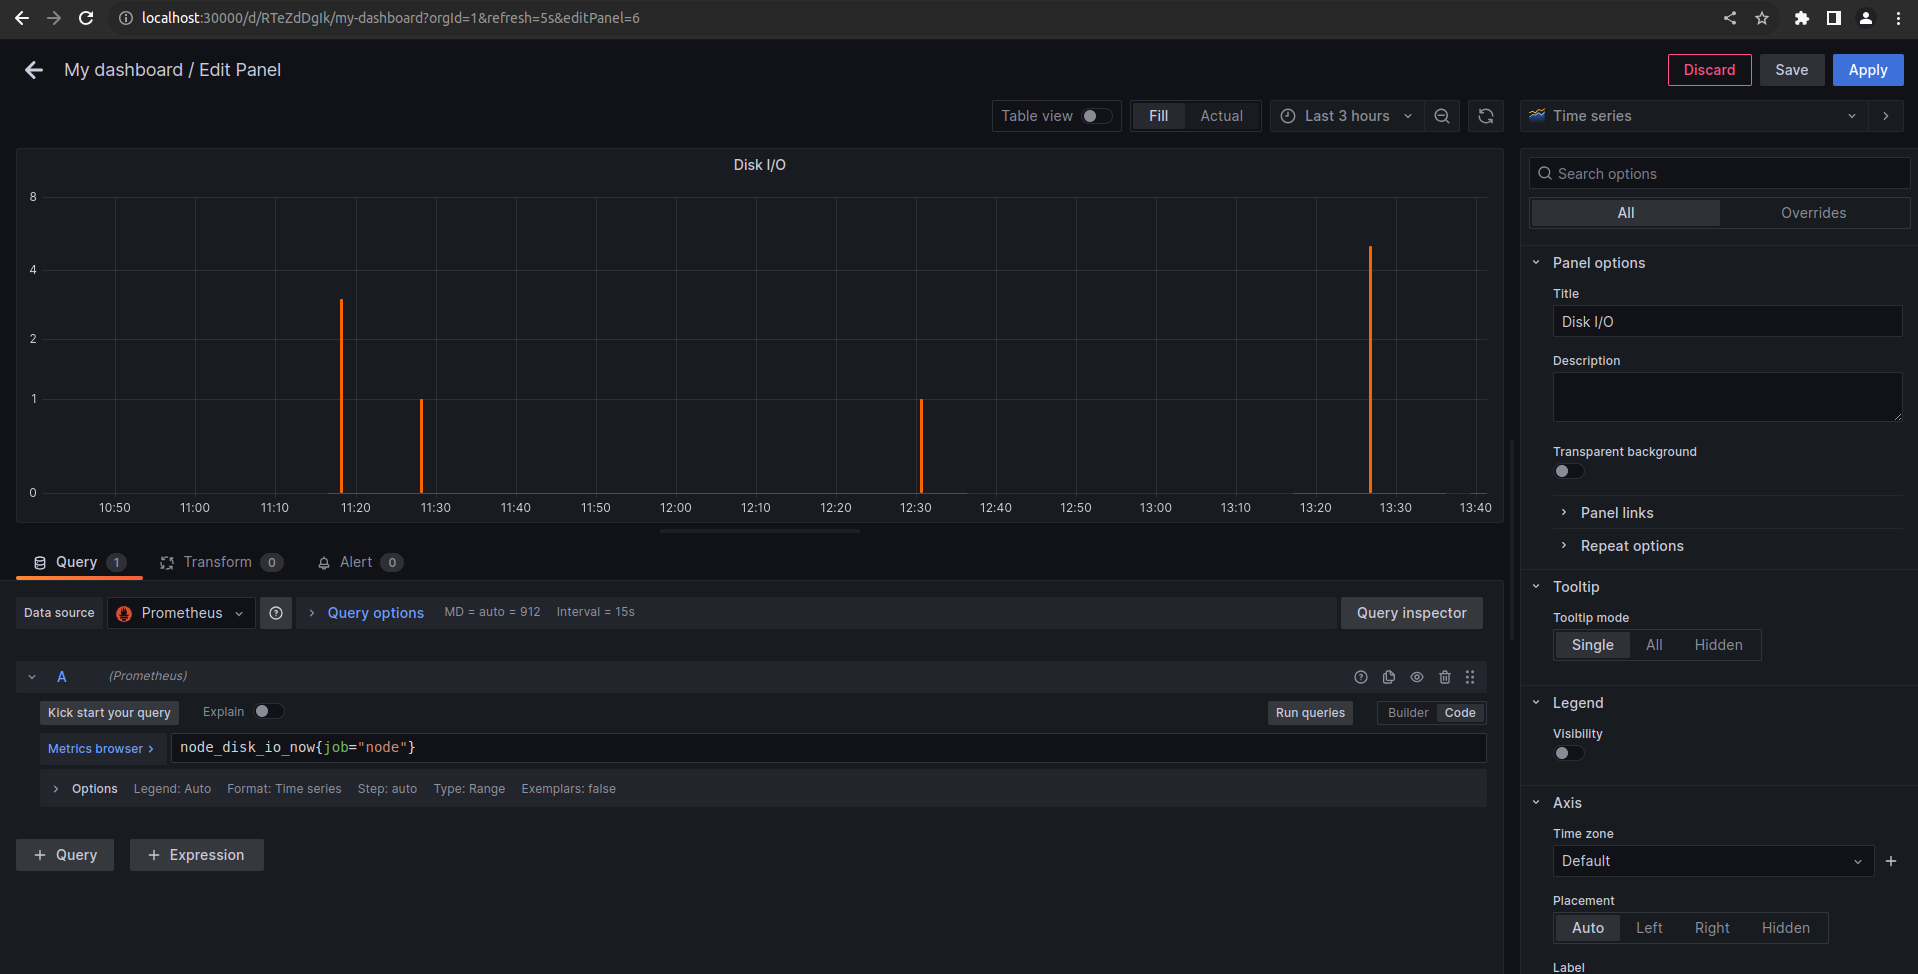 localhost:30000/d/RTeZdDgIk/my-dashboard?orgId=1&refresh=5s&editPanel=6
My dashboard / Edit Panel
Discard
Save
Apply
Table view
Fill
Actual
Last 3 hours
Time series
Disk I/O
8
4
2
1
0
10:50
11:00
11:10
11:20
11:30
11:40
11:50
12:00
12:10
12:20
12:30
12:40
12:50
13:00
13:10
13:20
13:30
13:40
Query 1
Transform 0
Alert 0
Data source
Prometheus
Query options
MD = auto = 912
Interval = 15s
Query inspector
A
(Prometheus)
Kick start your query
Explain
Run queries
Builder
Code
Metrics browser >
node_disk_io_now{job="node"}
Options
Legend: Auto
Format: Time series
Step: auto
Type: Range
Exemplars: false
+ Query
+ Expression
Search options
All
Overrides
Panel options
Title
Disk I/O
Description
Transparent background
Panel links
Repeat options
Tooltip
Tooltip mode
Single
All
Hidden
Legend
Visibility
Axis
Time zone
Default
Placement
Auto
Left
Right
Hidden
Label